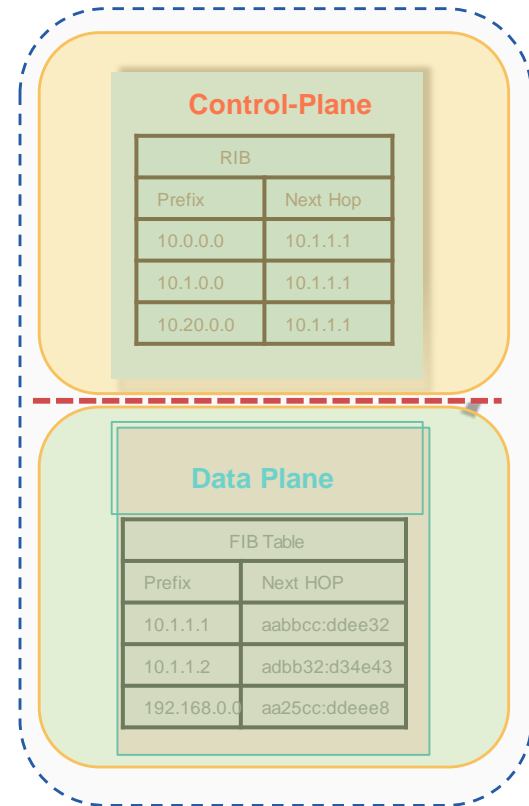 Control-Plane
RIB
Prefix Next Hop
10.0.0.0 10.1.1.1
10.1.0.0 10.1.1.1
10.20.0.0 10.1.1.1
Data Plane
FIB Table
Prefix Next HOP
10.1.1.1 aabbcc:ddee32
10.1.1.2 adbb32:d34e43
192.168.0.0 aa25cc:ddeee8